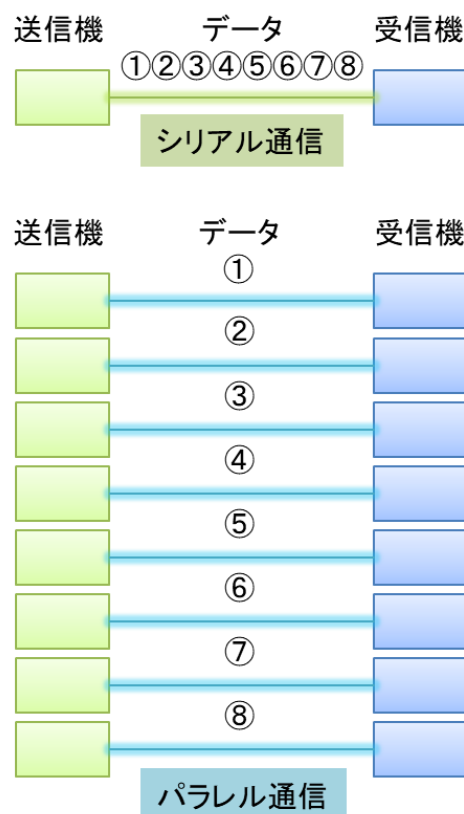 送信機 データ 受信機
①②③④⑤⑥⑦⑧
シリアル通信
送信機 データ 受信機
①
②
③
④
⑤
⑥
⑦
⑧
パラレル通信